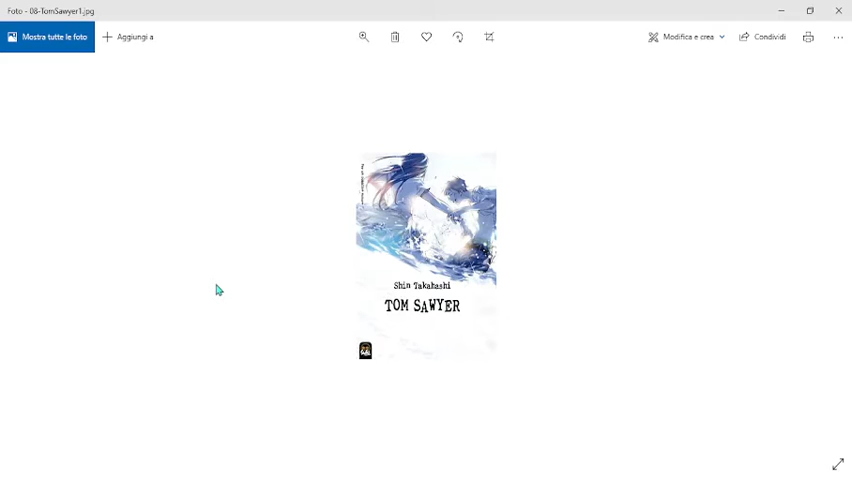 Foto - 08-TomSawyer1.jpg
Mostra tutte le foto
Aggiungi a
Modifica e crea
Condividi
Shin Takahashi
TOM SAWYER